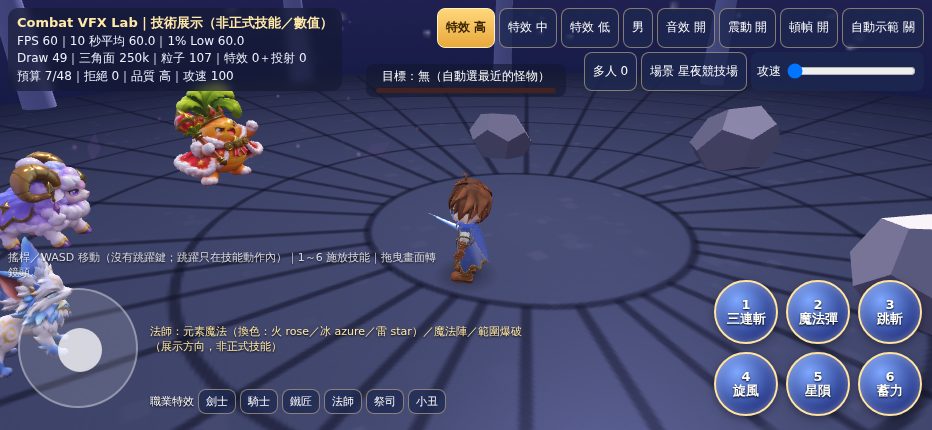 Combat VFX Lab｜技術展示（非正式技能／數值）
FPS 60｜10 秒平均 60.0｜1% Low 60.0
Draw 49｜三角面 250k｜粒子 107｜特效 0＋投射 0
預算 7/48｜拒絕 0｜品質 高｜攻速 100
特效 高
特效 中
特效 低
男
音效 開
震動 開
頓幀 開
自動示範 關
目標：無（自動選最近的怪物）
多人 0
場景 星夜競技場
攻速
搖桿／WASD 移動（沒有跳躍鍵；跳躍只在技能動作內）｜1～6 施放技能｜拖曳畫面轉
鏡頭
1
三連斬
2
魔法彈
3
跳斬
法師：元素魔法（換色：火 rose／冰 azure／雷 star）／魔法陣／範圍爆破
（展示方向，非正式技能）
4
旋風
5
星隕
6
蓄力
職業特效
劍士
騎士
鐵匠
法師
祭司
小丑